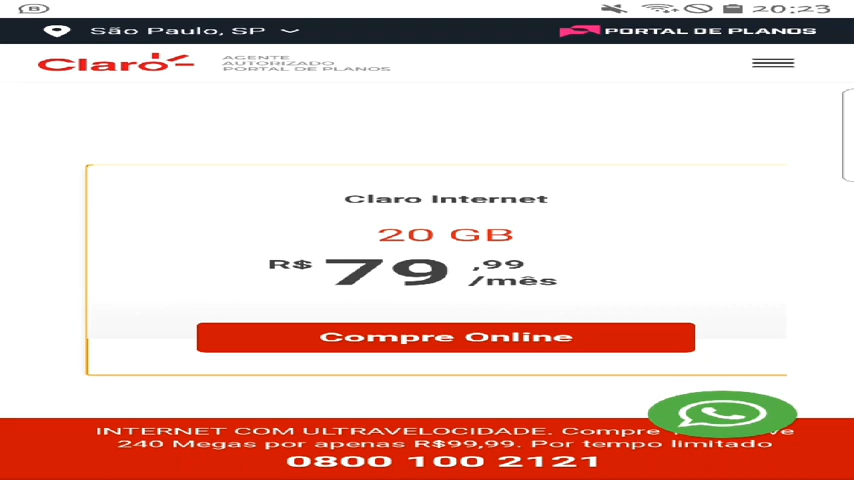 20:23
São Paulo, SP
PORTAL DE PLANOS
Claro
AGENTE
AUTORIZADO
PORTAL DE PLANOS
Claro Internet
20 GB
R$ 79 ,99
/mês
Compre Online
INTERNET COM ULTRAVELOCIDADE. Compre
240 Megas por apenas R$99,99. Por tempo limitado
0800 100 2121